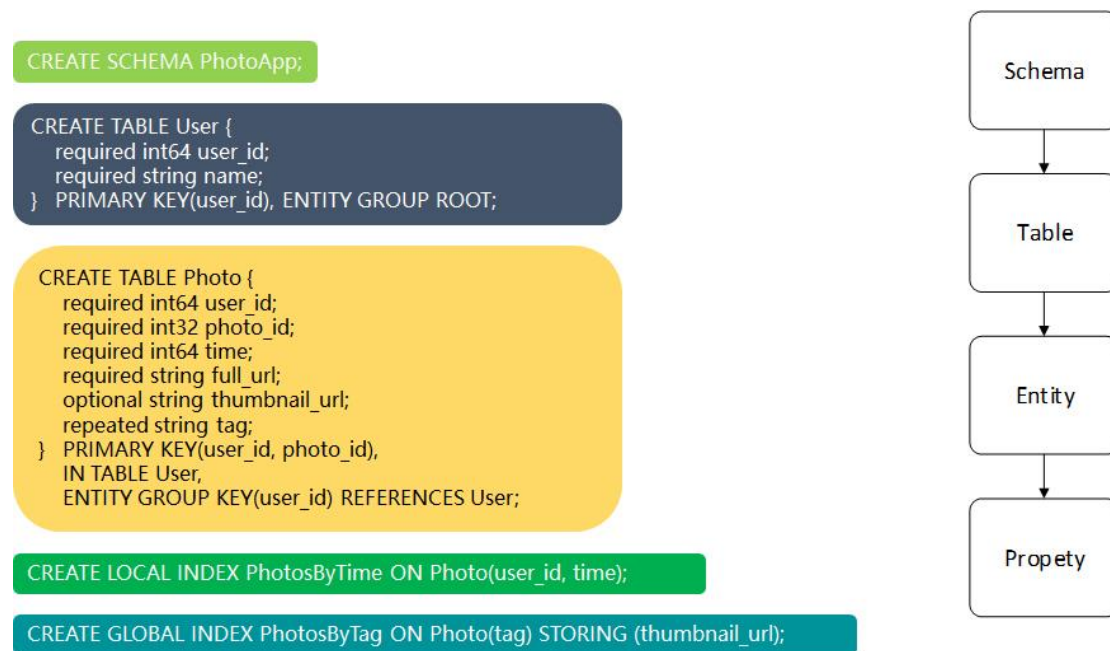 CREATE SCHEMA PhotoApp;
CREATE TABLE User {
required int64 user_id;
required string name;
} PRIMARY KEY(user_id), ENTITY GROUP ROOT;
CREATE TABLE Photo {
required int64 user_id;
required int32 photo_id;
required int64 time;
required string full_url;
optional string thumbnail_url;
repeated string tag;
} PRIMARY KEY(user_id, photo_id),
IN TABLE User,
ENTITY GROUP KEY(user_id) REFERENCES User;
CREATE LOCAL INDEX PhotosByTime ON Photo(user_id, time);
CREATE GLOBAL INDEX PhotosByTag ON Photo(tag) STORING (thumbnail_url);
Schema
Table
Entity
Propety